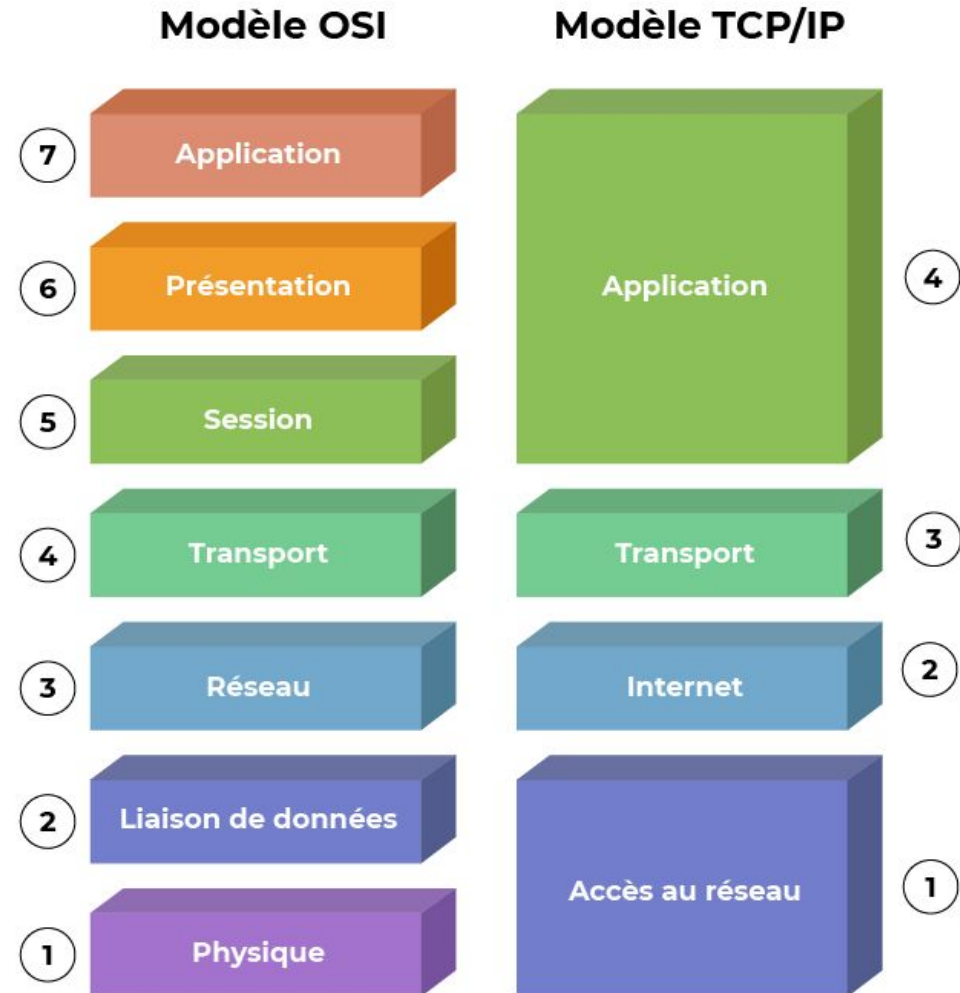 Modèle OSI Modèle TCP/IP
7 Application
Application 4
6 Présentation
5 Session
4 Transport Transport 3
3 Réseau Internet 2
2 Liaison de données
Accès au réseau 1
1 Physique